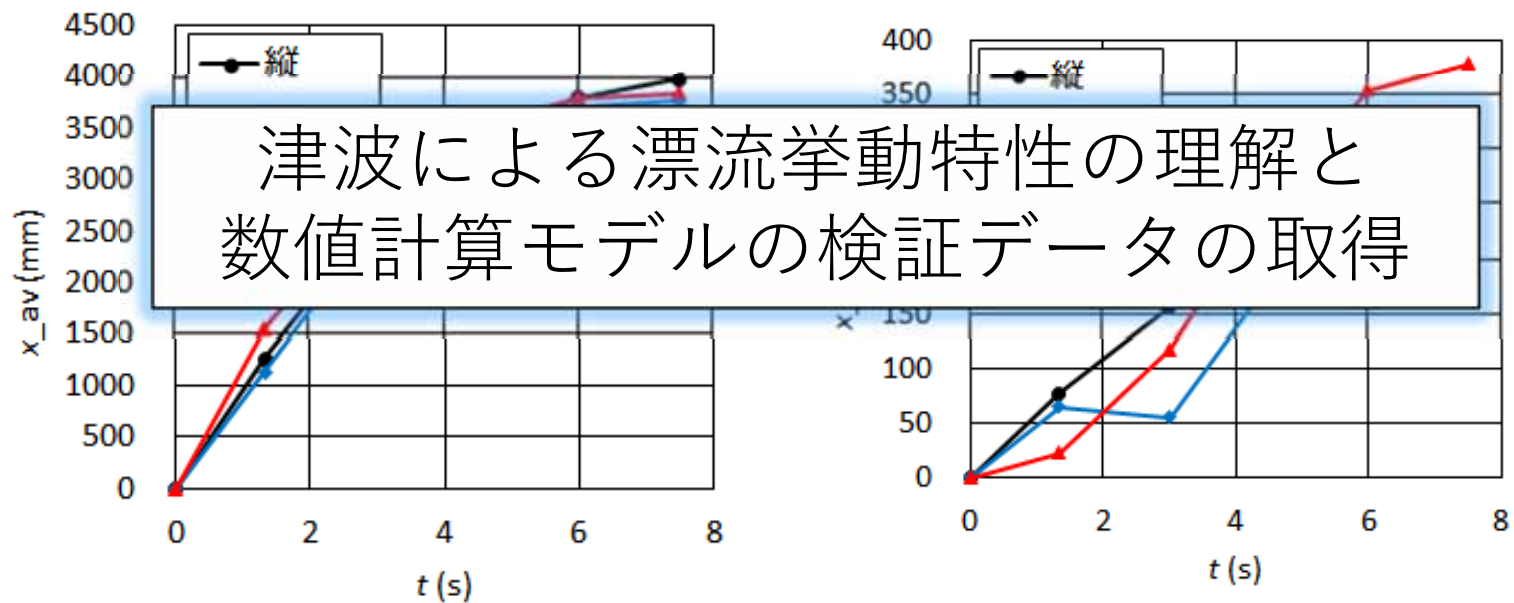 4500
4000
3500
3000
2500
2000
1500
1000
500
0
x_av (mm)
0 2 4 6 8
t (s)
縦
津波による漂流挙動特性の理解と
数値計算モデルの検証データの取得
400
350
150
100
50
0
x
0 2 4 6 8
t (s)
縦